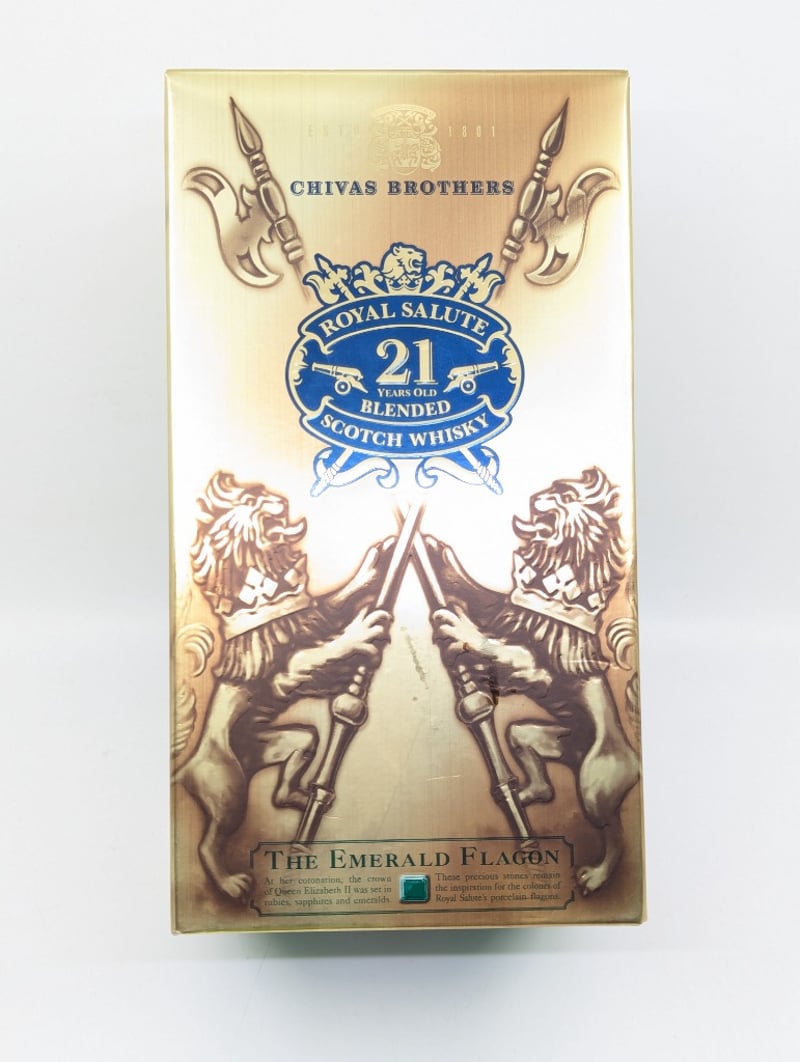 ESTD 1801
CHIVAS BROTHERS
ROYAL SALUTE
21
YEARS OLD
BLENDED
SCOTCH WHISKY
THE EMERALD FLAGON
At her coronation, the crown
of Queen Elizabeth II was set in
rubies, sapphires and emeralds.
These precious stones remain
the inspiration for the colours of
Royal Salute's porcelain flagons.